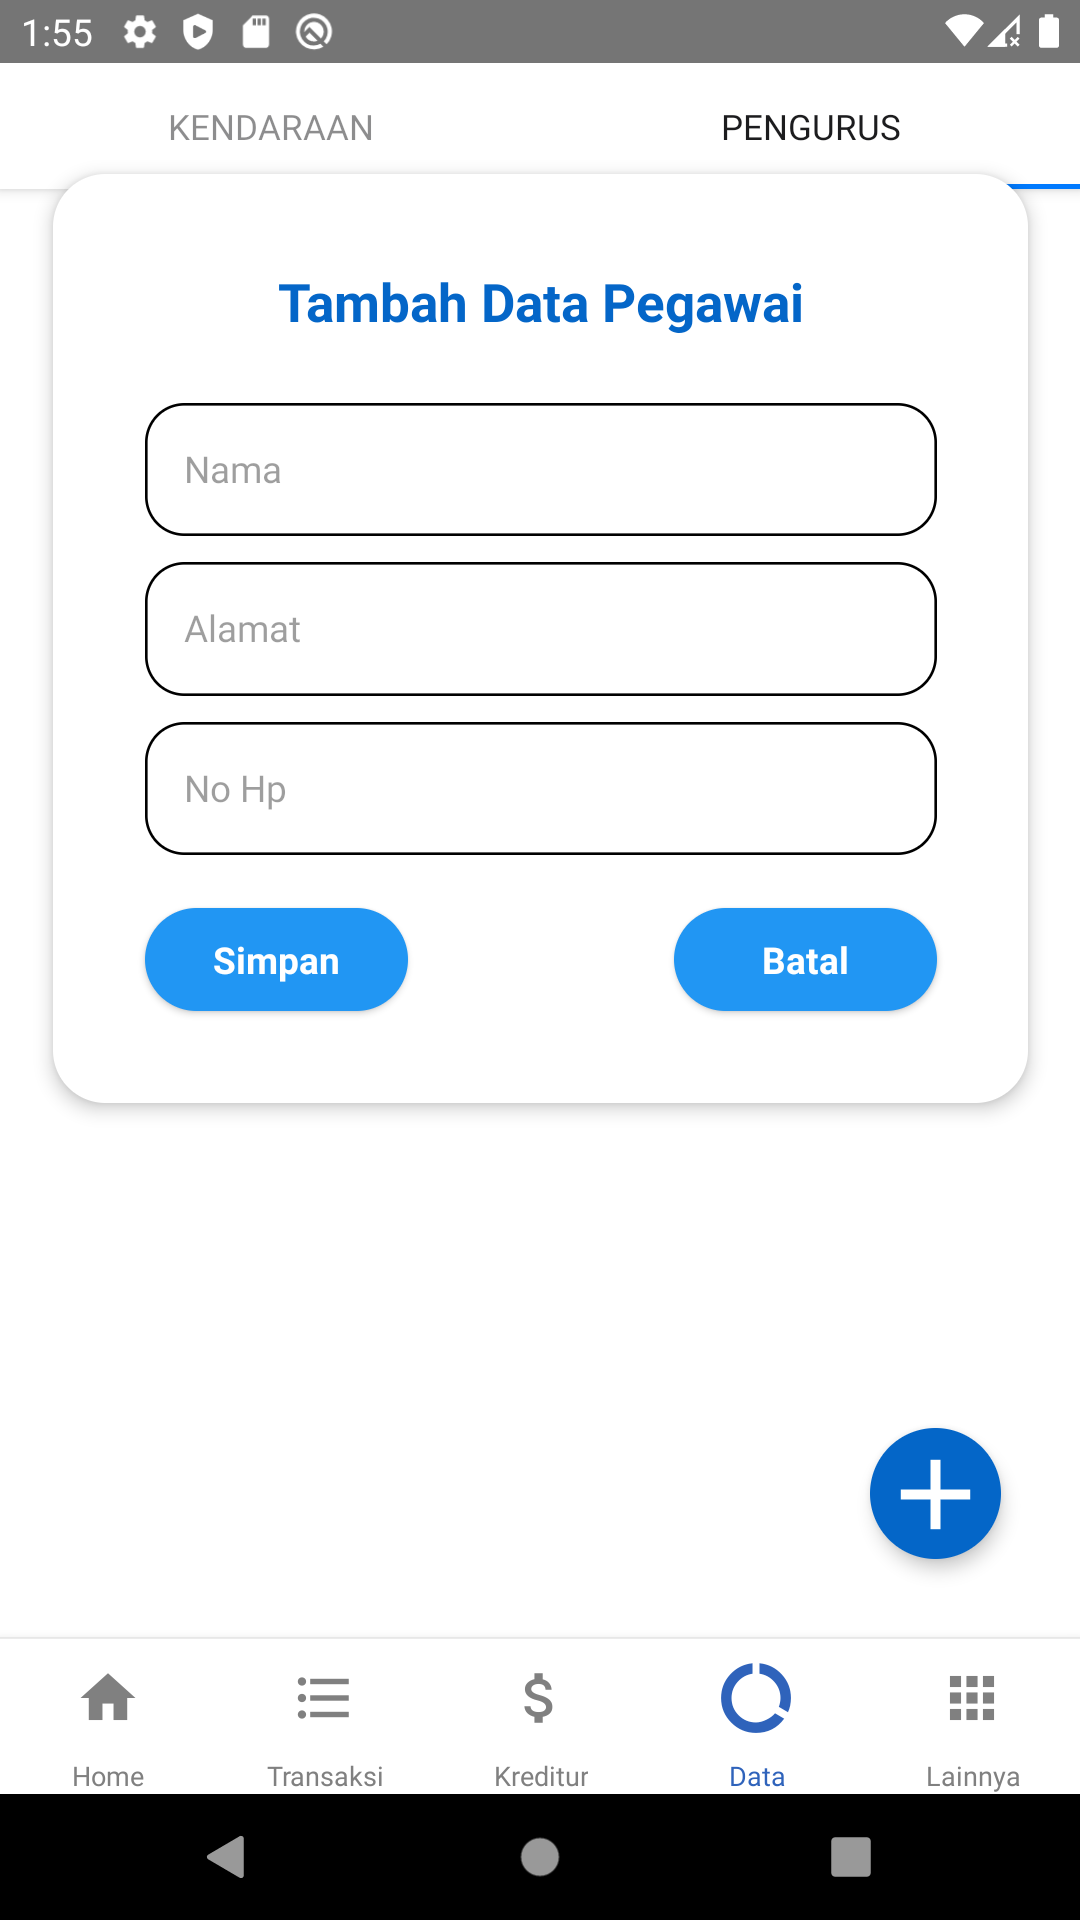 1:55
KENDARAAN PENGURUS
Tambah Data Pegawai
Nama
Alamat
No Hp
Simpan Batal
Home Transaksi Kreditur Data Lainnya